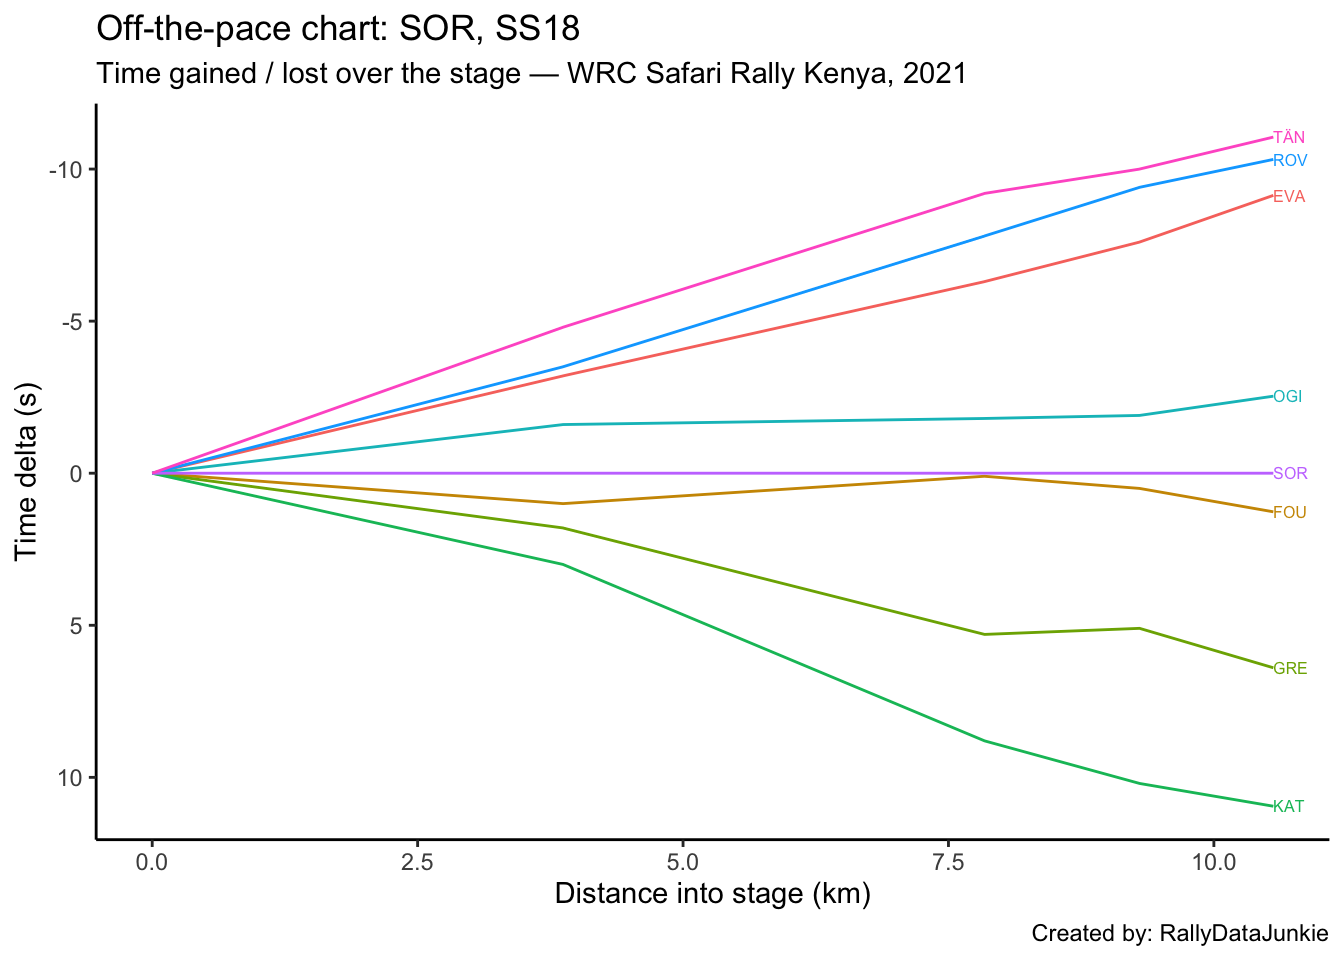 Off-the-pace chart: SOR, SS18
Time gained / lost over the stage — WRC Safari Rally Kenya, 2021
Time delta (s)
-10
-5
0
5
10
TÄN
ROV
EVA
OGI
SOR
FOU
GRE
KAT
0.0 2.5 5.0 7.5 10.0
Distance into stage (km)
Created by: RallyDataJunkie